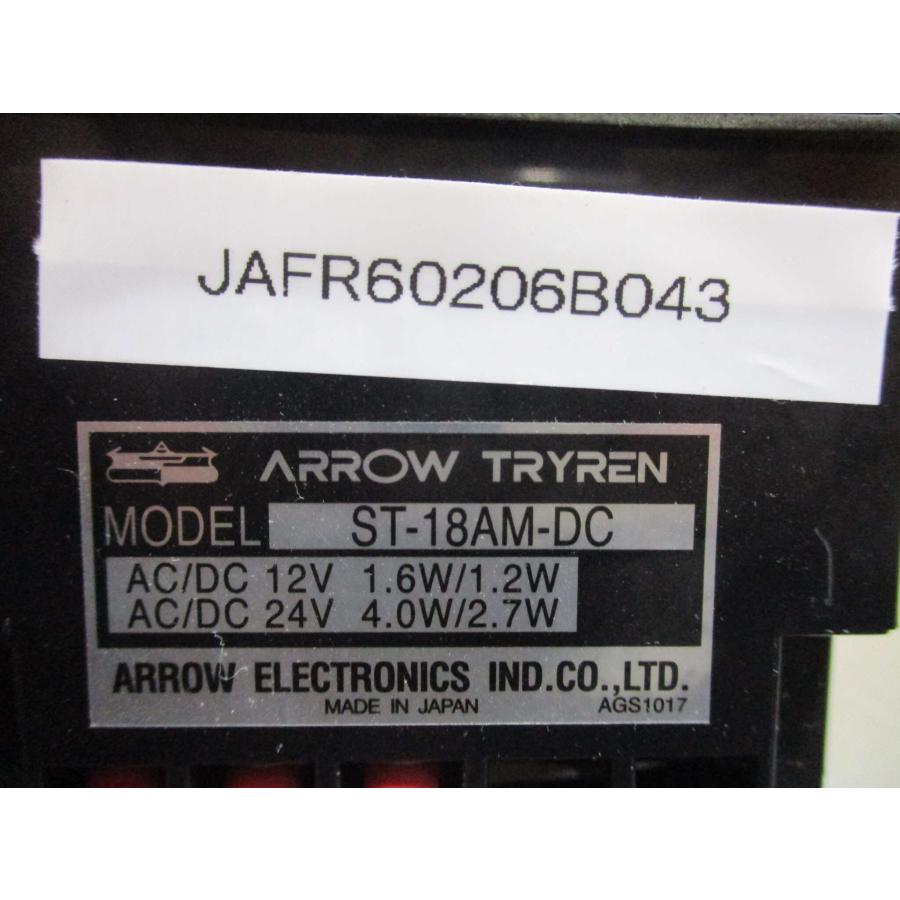 JAFR60206B043
ARROW TRYREN
MODEL ST-18AM-DC
AC/DC 12V 1.6W/1.2W
AC/DC 24V 4.0W/2.7W
ARROW ELECTRONICS IND.CO.,LTD.
MADE IN JAPAN AGS1017